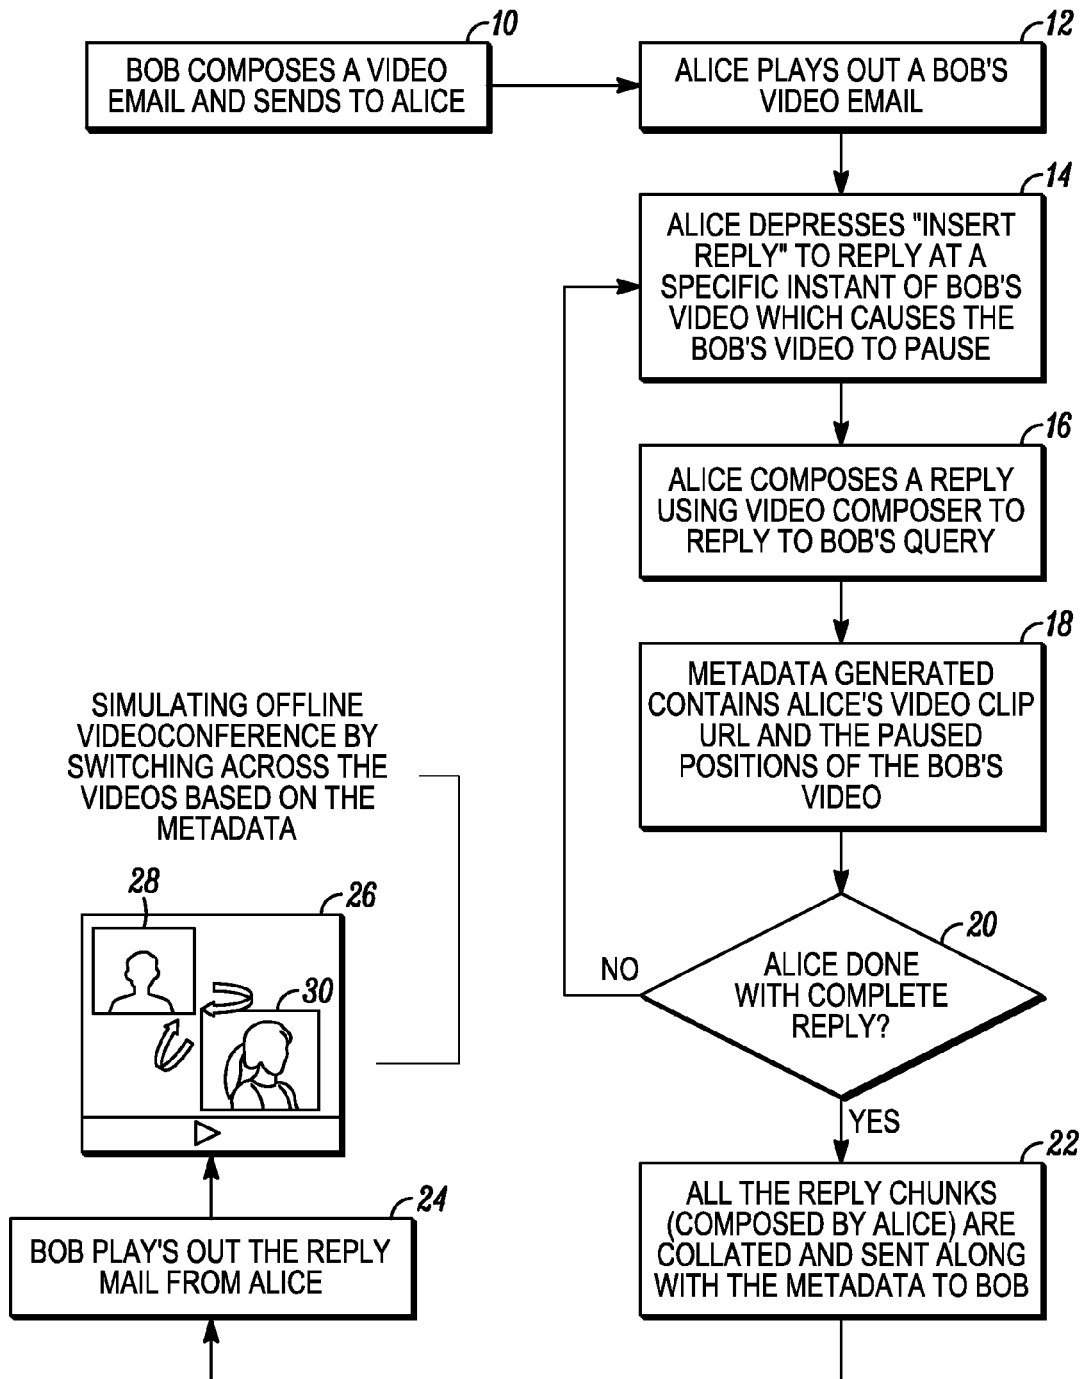 10
BOB COMPOSES A VIDEO
EMAIL AND SENDS TO ALICE
12
ALICE PLAYS OUT A BOB'S
VIDEO EMAIL
14
ALICE DEPRESSES "INSERT
REPLY" TO REPLY AT A
SPECIFIC INSTANT OF BOB'S
VIDEO WHICH CAUSES THE
BOB'S VIDEO TO PAUSE
16
ALICE COMPOSES A REPLY
USING VIDEO COMPOSER TO
REPLY TO BOB'S QUERY
18
METADATA GENERATED
CONTAINS ALICE'S VIDEO CLIP
URL AND THE PAUSED
POSITIONS OF THE BOB'S
VIDEO
20
ALICE DONE
WITH COMPLETE
REPLY?
NO
YES
22
ALL THE REPLY CHUNKS
(COMPOSED BY ALICE) ARE
COLLATED AND SENT ALONG
WITH THE METADATA TO BOB
24
BOB PLAY'S OUT THE REPLY
MAIL FROM ALICE
SIMULATING OFFLINE
VIDEOCONFERENCE BY
SWITCHING ACROSS THE
VIDEOS BASED ON THE
METADATA
28
26
30